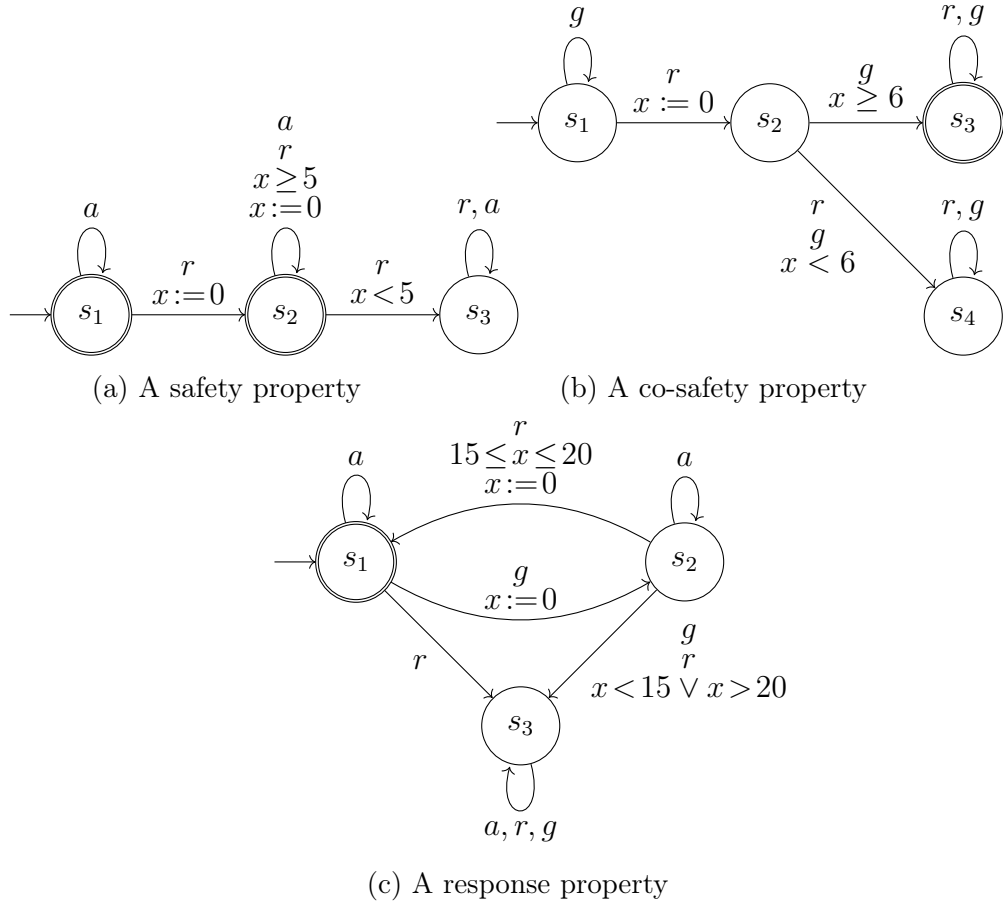 a
a
r
x ≥ 5
x := 0
r, a
s₁
r
x := 0
s₂
r
x < 5
s₃
(a) A safety property
g
r, g
s₁
r
x := 0
s₂
g
x ≥ 6
s₃
r
g
x < 6
r, g
s₄
(b) A co-safety property
r
15 ≤ x ≤ 20
x := 0
a
a
s₁
s₂
g
x := 0
r
g
r
x < 15 ∨ x > 20
s₃
a, r, g
(c) A response property